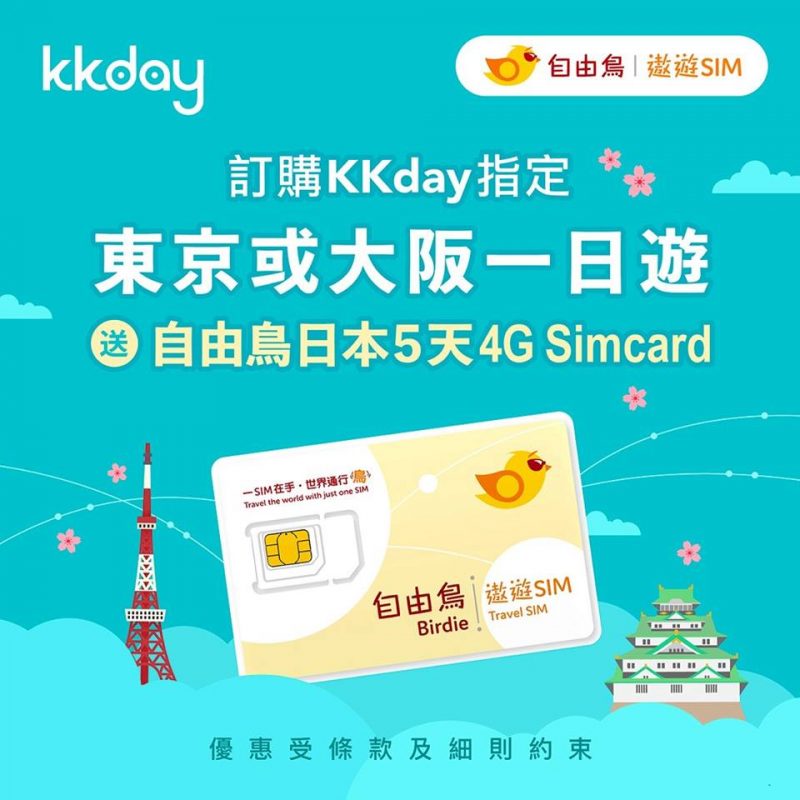 kkday
自由鳥 | 遨遊SIM
訂購KKday指定
東京或大阪一日遊
送 自由鳥日本5天4G Simcard
一SIM在手・世界通行鳥
Travel the world with just one SIM
自由鳥 | 遨遊SIM
Birdie | Travel SIM
優惠受條款及細則約束